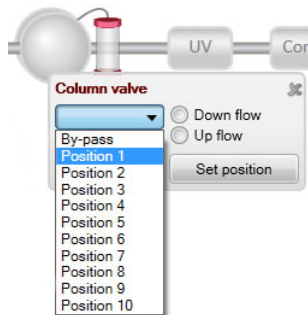 UV
Con
Column valve
Down flow
Up flow
Set position
By-pass
Position 1
Position 2
Position 3
Position 4
Position 5
Position 6
Position 7
Position 8
Position 9
Position 10